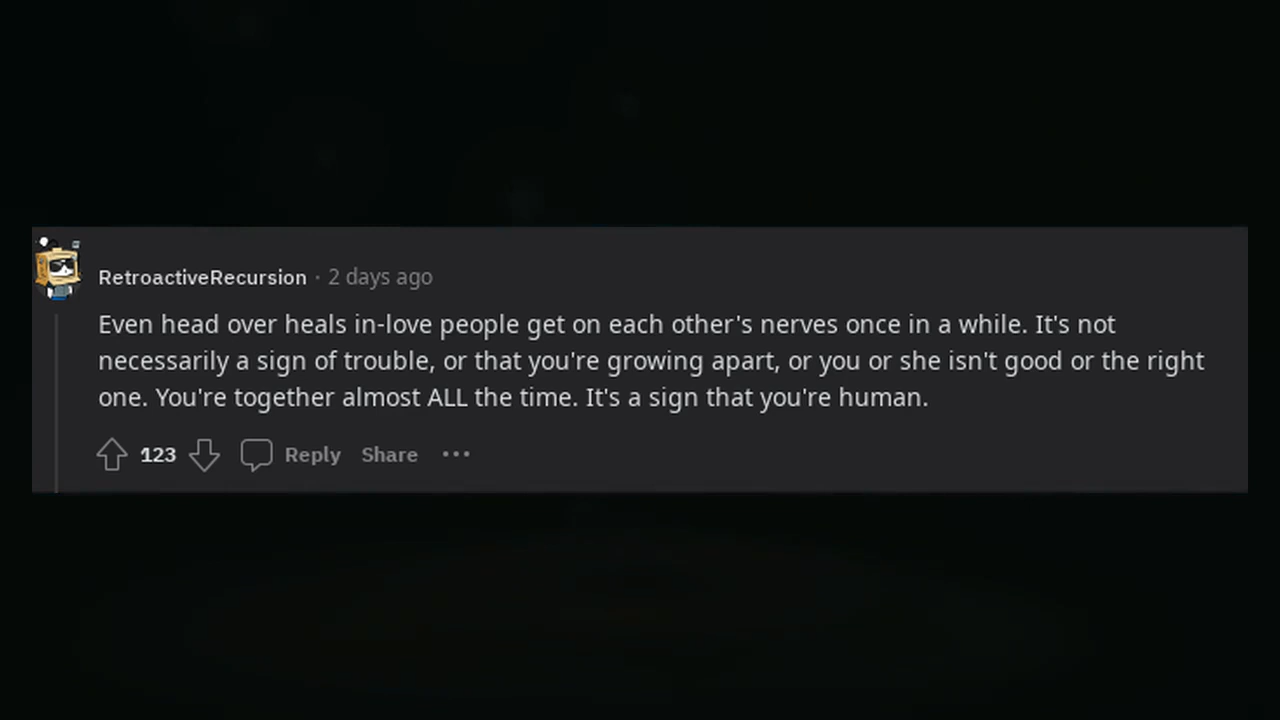 RetroactiveRecursion · 2 days ago
Even head over heals in-love people get on each other's nerves once in a while. It's not
necessarily a sign of trouble, or that you're growing apart, or you or she isn't good or the right
one. You're together almost ALL the time. It's a sign that you're human.
123 Reply Share •••